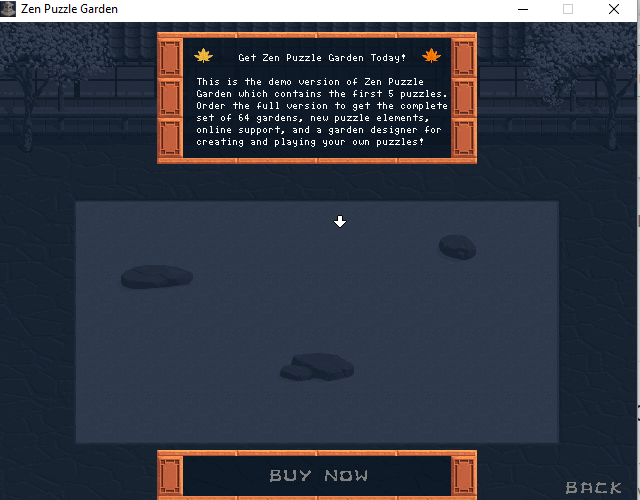 Zen Puzzle Garden
Get Zen Puzzle Garden Today!
This is the demo version of Zen Puzzle
Garden which contains the first 5 puzzles.
Order the full version to get the complete
set of 64 gardens, new puzzle elements,
online support, and a garden designer for
creating and playing your own puzzles!
BUY NOW
BACK